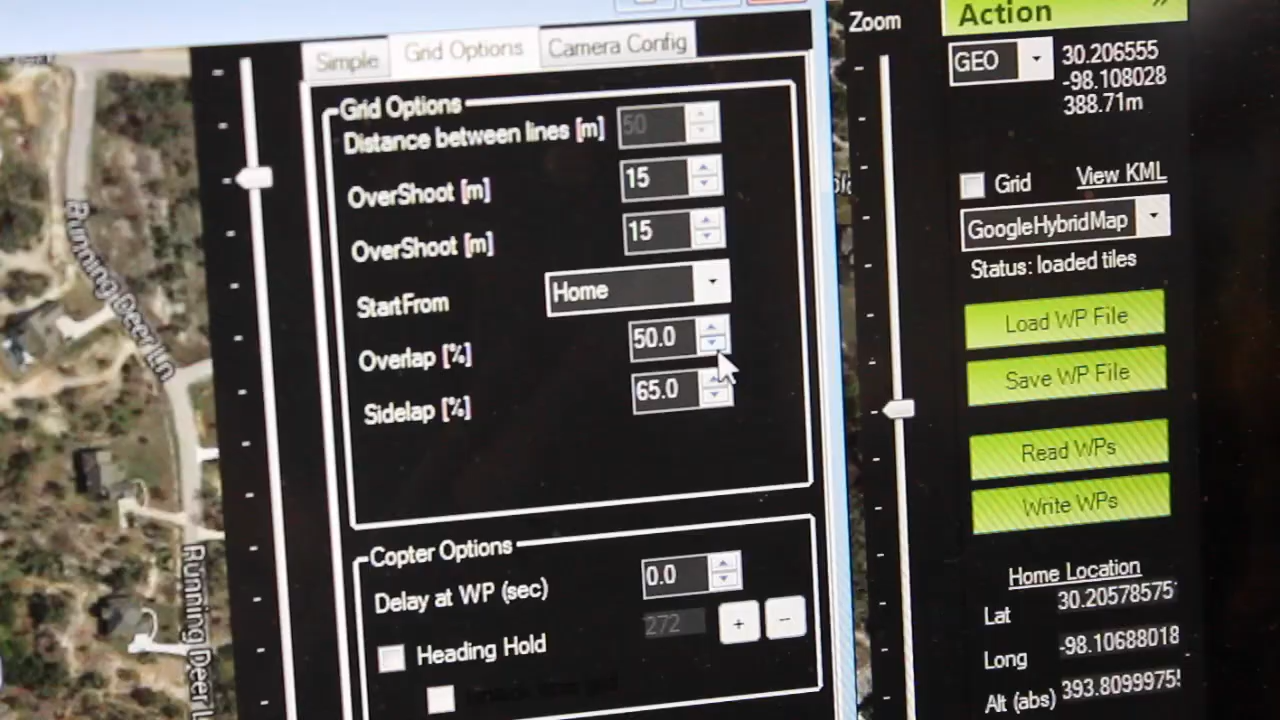 Simple Grid Options Camera Config
Grid Options
Distance between lines [m] 50
OverShoot [m] 15
OverShoot [m] 15
StartFrom Home
Overlap [%] 50.0
Sidelap [%] 65.0
Copter Options
Delay at WP (sec) 0.0
272 + -
Heading Hold
Running Deer Ln
Running Deer L
Zoom
Action »
GEO 30.206555
-98.108028
388.71m
Grid View KML
GoogleHybridMap
Status: loaded tiles
Load WP File
Save WP File
Read WPs
Write WPs
Home Location
Lat 30.20578575
Long -98.10688018
Alt (abs) 393.8099975